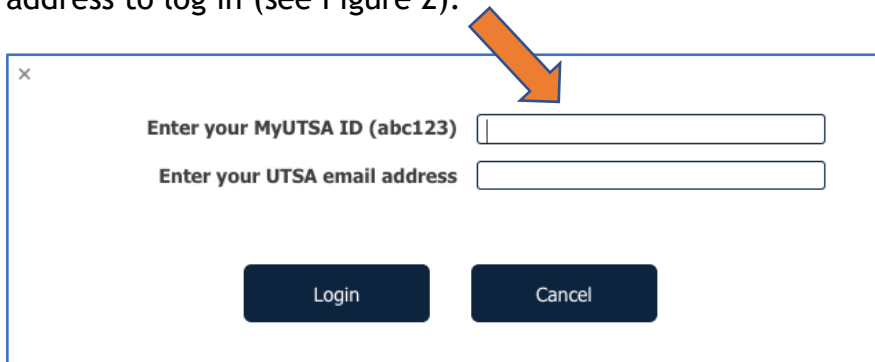 address to log in (see Figure 2).
×
Enter your MyUTSA ID (abc123)
Enter your UTSA email address
Login Cancel